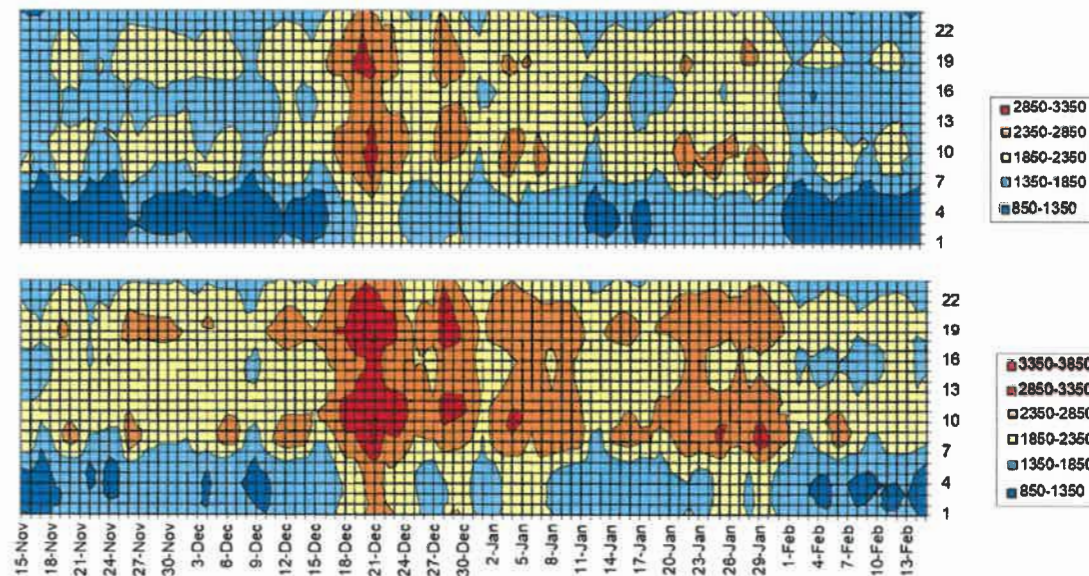 22
19
16
13
10
7
4
1
2850-3350
2350-2850
1850-2350
1350-1850
850-1350
22
19
16
13
10
7
4
1
3350-3850
2850-3350
2350-2850
1850-2350
1350-1850
850-1350
15-Nov
18-Nov
21-Nov
24-Nov
27-Nov
30-Nov
3-Dec
6-Dec
9-Dec
12-Dec
15-Dec
18-Dec
21-Dec
24-Dec
27-Dec
30-Dec
2-Jan
5-Jan
8-Jan
11-Jan
14-Jan
17-Jan
20-Jan
23-Jan
26-Jan
29-Jan
1-Feb
4-Feb
7-Feb
10-Feb
13-Feb